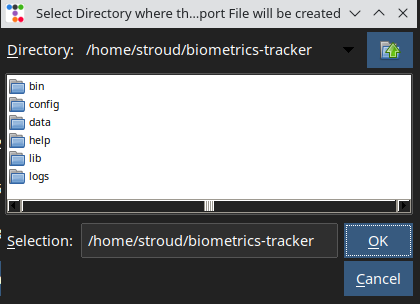 Select Directory where th...port File will be created
Directory: /home/stroud/biometrics-tracker
bin
config
data
help
lib
logs
Selection: /home/stroud/biometrics-tracker OK
Cancel